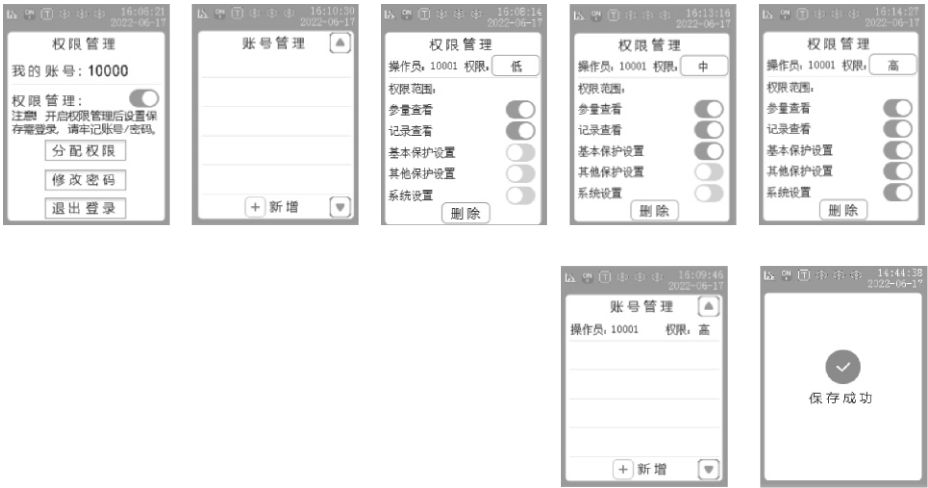 16:06:21
2022-06-17
权限管理
我的账号: 10000
权限管理:
注意! 开启权限管理后设置保
存需登录, 请牢记账号/密码。
分配权限
修改密码
退出登录
16:10:30
2022-06-17
账号管理
+ 新增
16:08:14
2022-06-17
权限管理
操作员: 10001 权限: 低
权限范围:
参量查看
记录查看
基本保护设置
其他保护设置
系统设置
删除
16:13:16
2022-06-17
权限管理
操作员: 10001 权限: 中
权限范围:
参量查看
记录查看
基本保护设置
其他保护设置
系统设置
删除
16:14:27
2022-06-17
权限管理
操作员: 10001 权限: 高
权限范围:
参量查看
记录查看
基本保护设置
其他保护设置
系统设置
删除
16:09:46
2022-06-17
账号管理
操作员: 10001 权限: 高
+ 新增
14:44:38
2022-06-17
保存成功